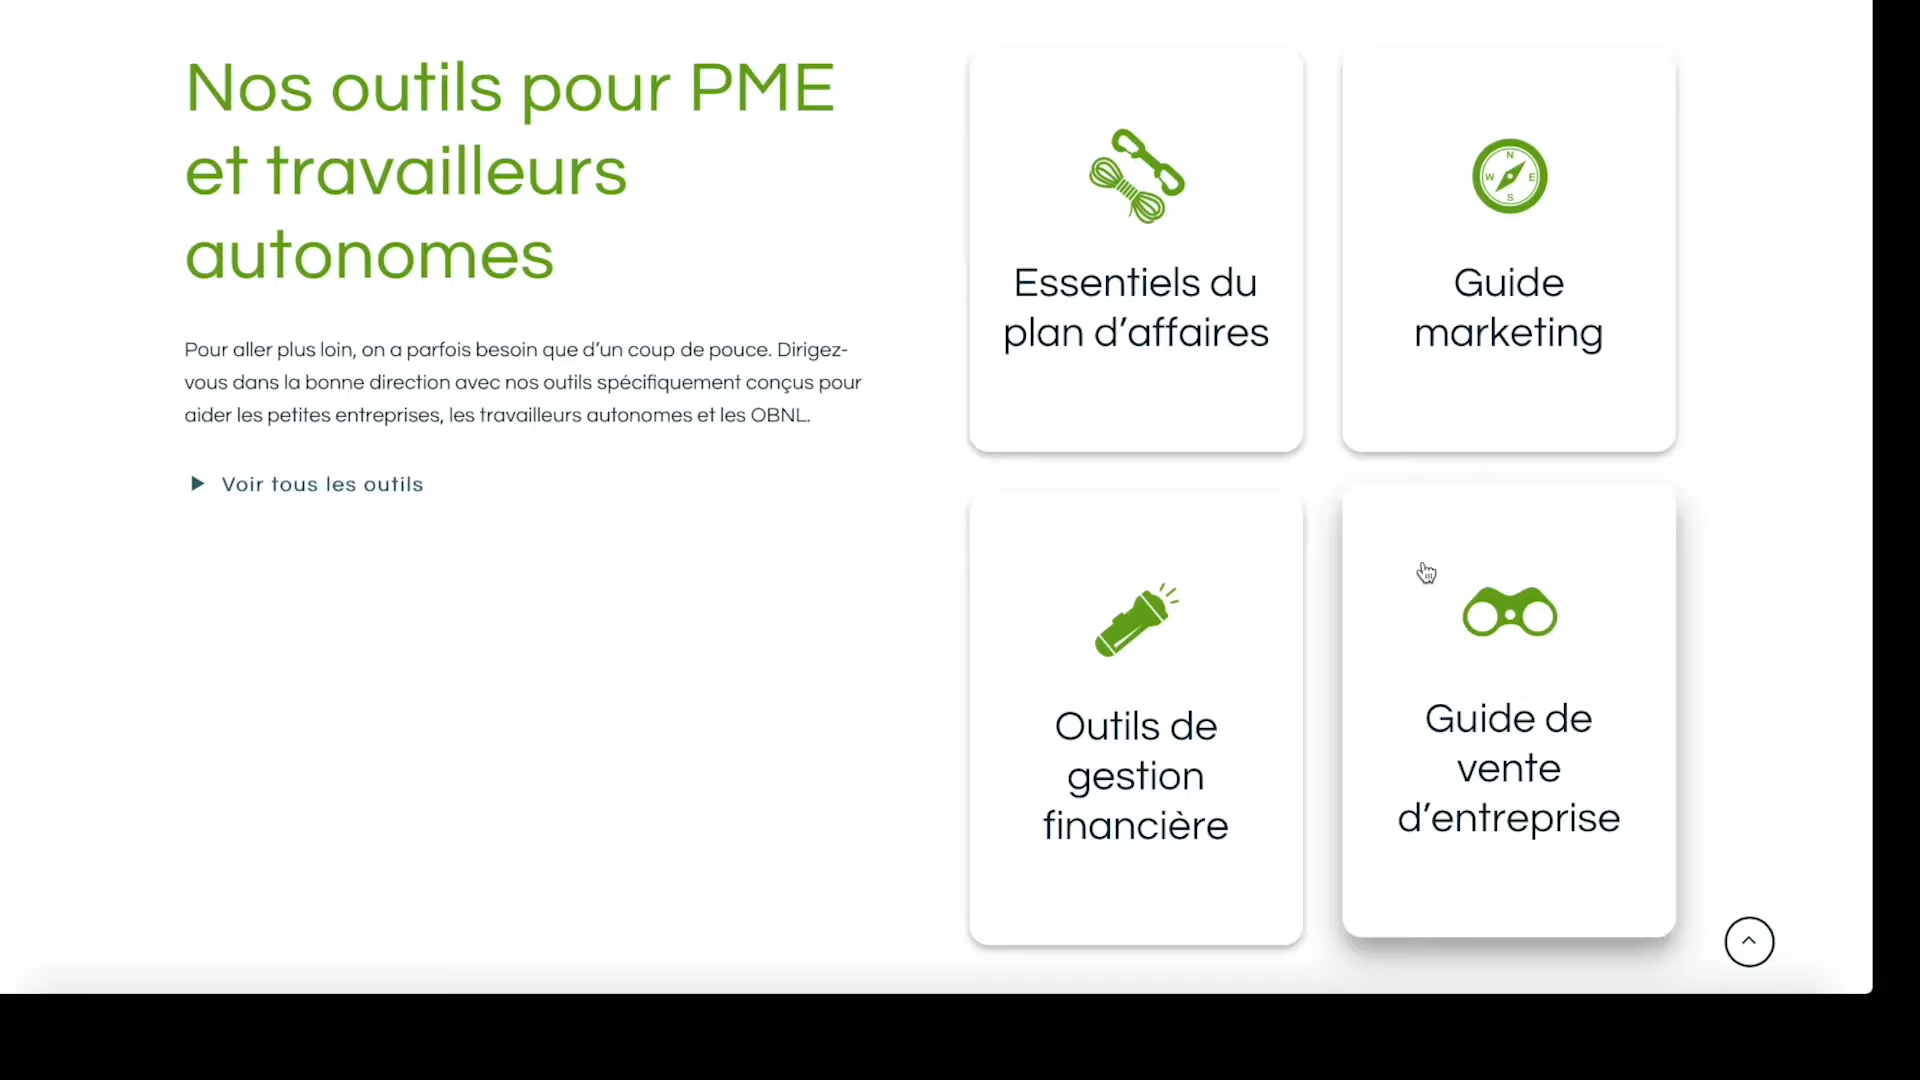 Nos outils pour PME
et travailleurs
autonomes
Pour aller plus loin, on a parfois besoin que d’un coup de pouce. Dirigez-
vous dans la bonne direction avec nos outils spécifiquement conçus pour
aider les petites entreprises, les travailleurs autonomes et les OBNL.
Voir tous les outils
Essentiels du
plan d’affaires
N
W E
S
Guide
marketing
Outils de
gestion
financière
Guide de
vente
d’entreprise